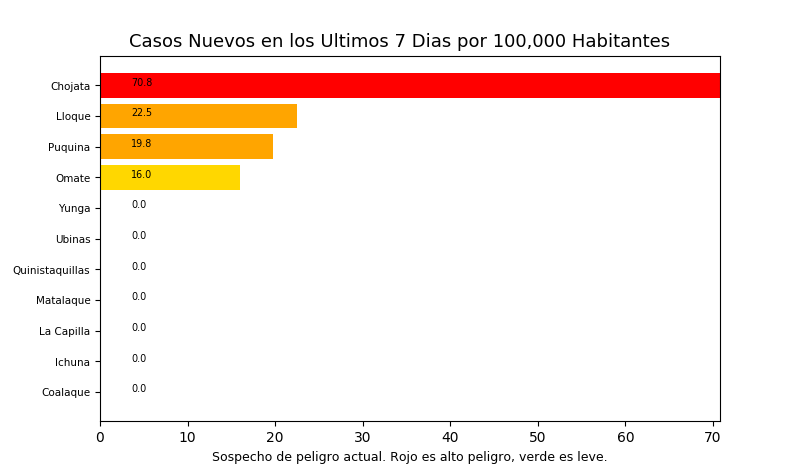 Casos Nuevos en los Ultimos 7 Dias por 100,000 Habitantes
Chojata 70.8
Lloque 22.5
Puquina 19.8
Omate 16.0
Yunga 0.0
Ubinas 0.0
Quinistaquillas 0.0
Matalaque 0.0
La Capilla 0.0
Ichuna 0.0
Coalaque 0.0
0 10 20 30 40 50 60 70
Sospecho de peligro actual. Rojo es alto peligro, verde es leve.